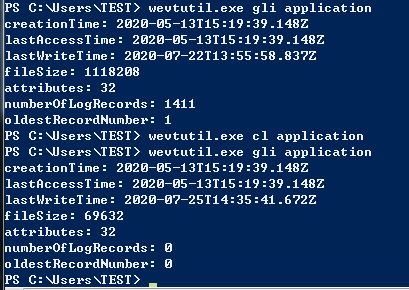 PS C:\Users\TEST> wevtutil.exe gli application
creationTime: 2020-05-13T15:19:39.148Z
lastAccessTime: 2020-05-13T15:19:39.148Z
lastWriteTime: 2020-07-22T13:55:58.837Z
fileSize: 1118208
attributes: 32
numberOfLogRecords: 1411
oldestRecordNumber: 1
PS C:\Users\TEST> wevtutil.exe cl application
PS C:\Users\TEST> wevtutil.exe gli application
creationTime: 2020-05-13T15:19:39.148Z
lastAccessTime: 2020-05-13T15:19:39.148Z
lastWriteTime: 2020-07-25T14:35:41.672Z
fileSize: 69632
attributes: 32
numberOfLogRecords: 0
oldestRecordNumber: 0
PS C:\Users\TEST>